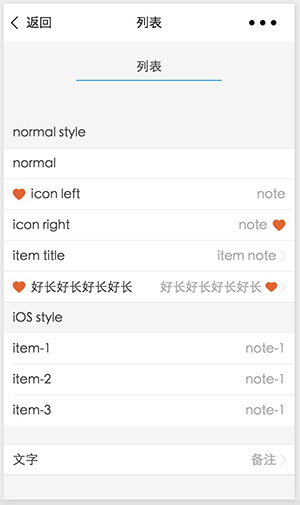 返回 列表
列表
normal style
normal
icon left note
icon right note
item title item note
好长好长好长好长 好长好长好长好长
iOS style
item-1 note-1
item-2 note-1
item-3 note-1
文字 备注